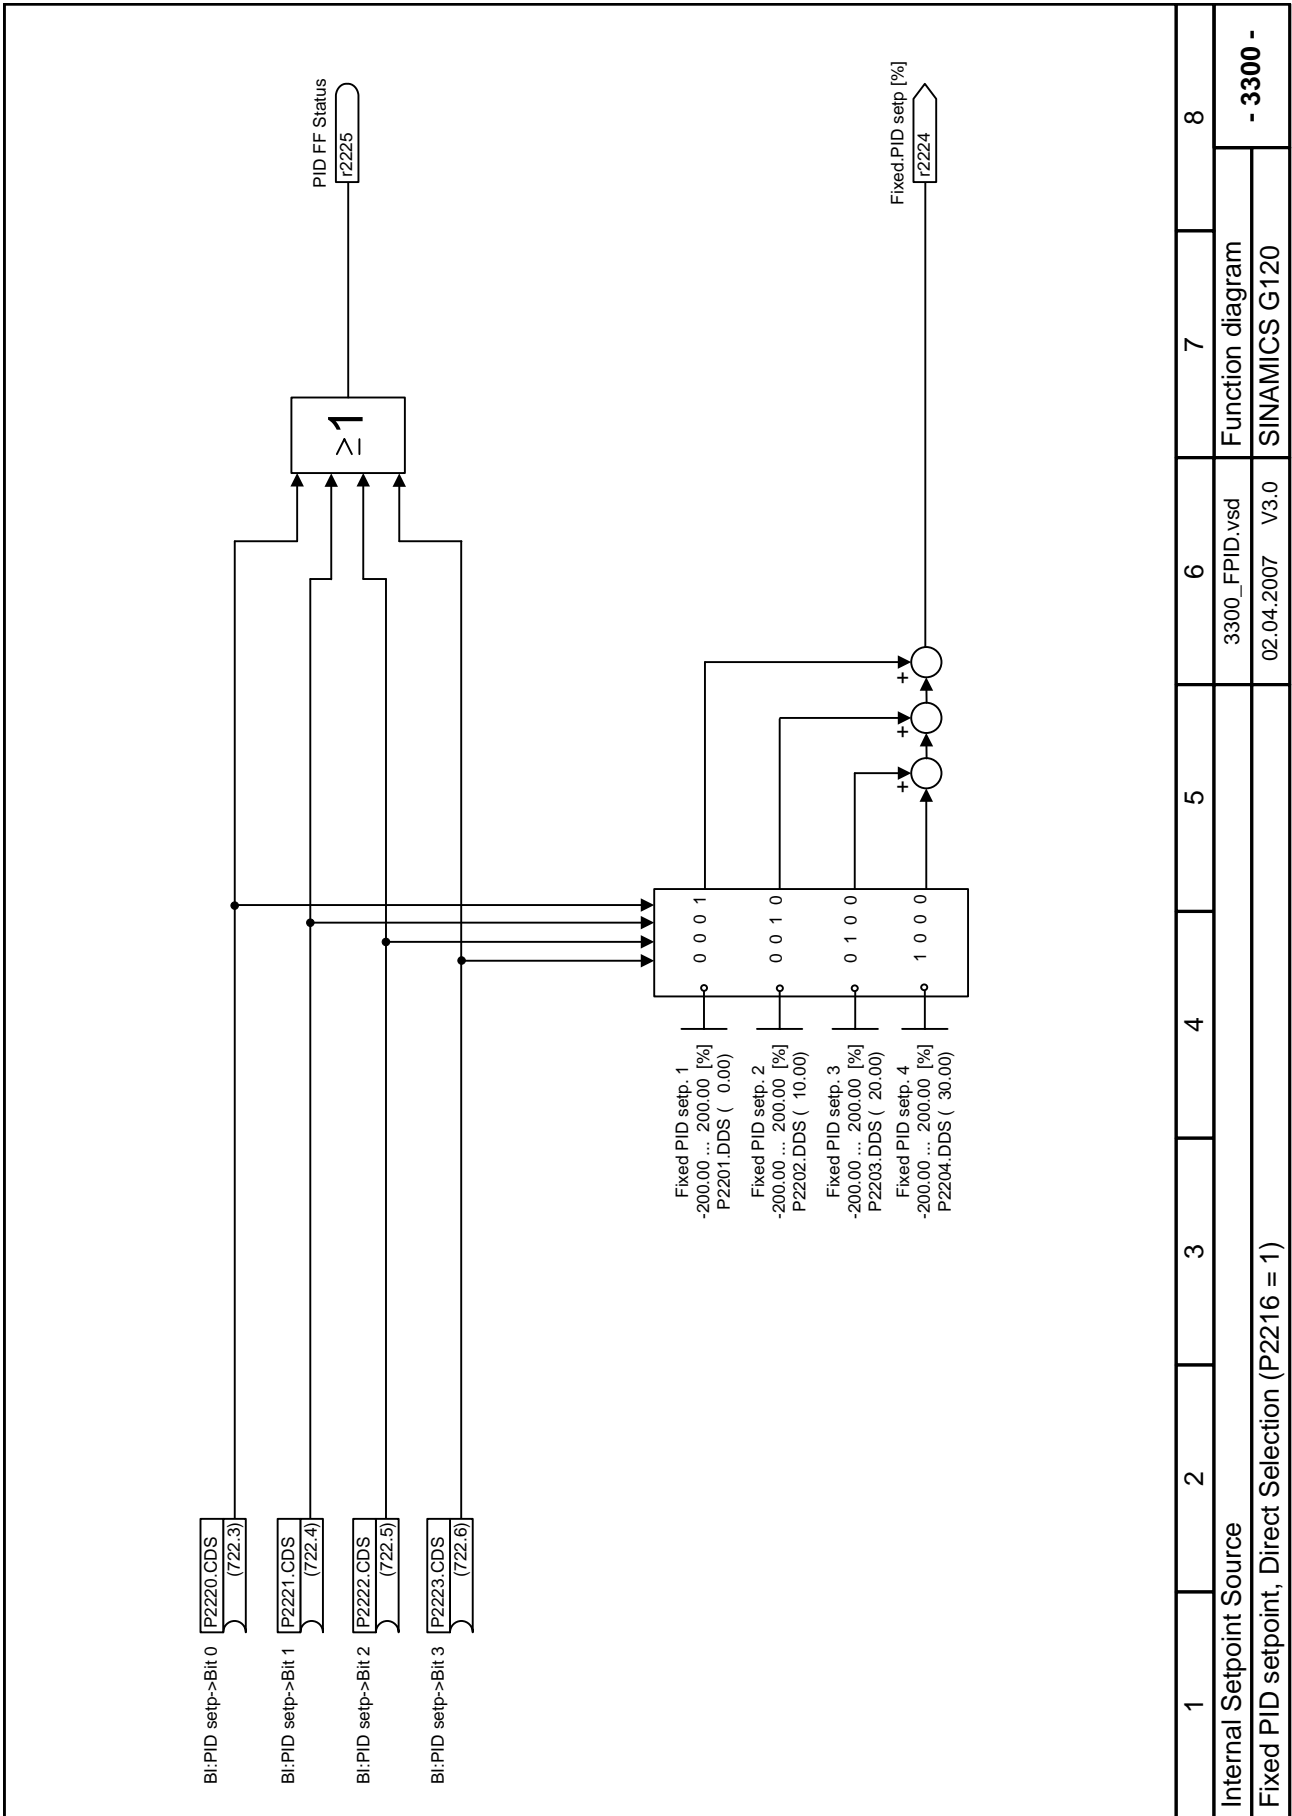 BI:PID setp->Bit 0
P2220.CDS
(722.3)
BI:PID setp->Bit 1
P2221.CDS
(722.4)
BI:PID setp->Bit 2
P2222.CDS
(722.5)
BI:PID setp->Bit 3
P2223.CDS
(722.6)
≥1
PID FF Status
r2225
Fixed PID setp. 1
-200.00 ... 200.00 [%]
P2201.DDS ( 0.00)
0 0 0 1
Fixed PID setp. 2
-200.00 ... 200.00 [%]
P2202.DDS ( 10.00)
0 0 1 0
Fixed PID setp. 3
-200.00 ... 200.00 [%]
P2203.DDS ( 20.00)
0 1 0 0
Fixed PID setp. 4
-200.00 ... 200.00 [%]
P2204.DDS ( 30.00)
1 0 0 0
+
+
+
Fixed.PID setp [%]
r2224
1 2 3 4 5 6 7 8
Internal Setpoint Source
3300_FPID.vsd
Function diagram
- 3300 -
Fixed PID setpoint, Direct Selection (P2216 = 1)
02.04.2007 V3.0
SINAMICS G120